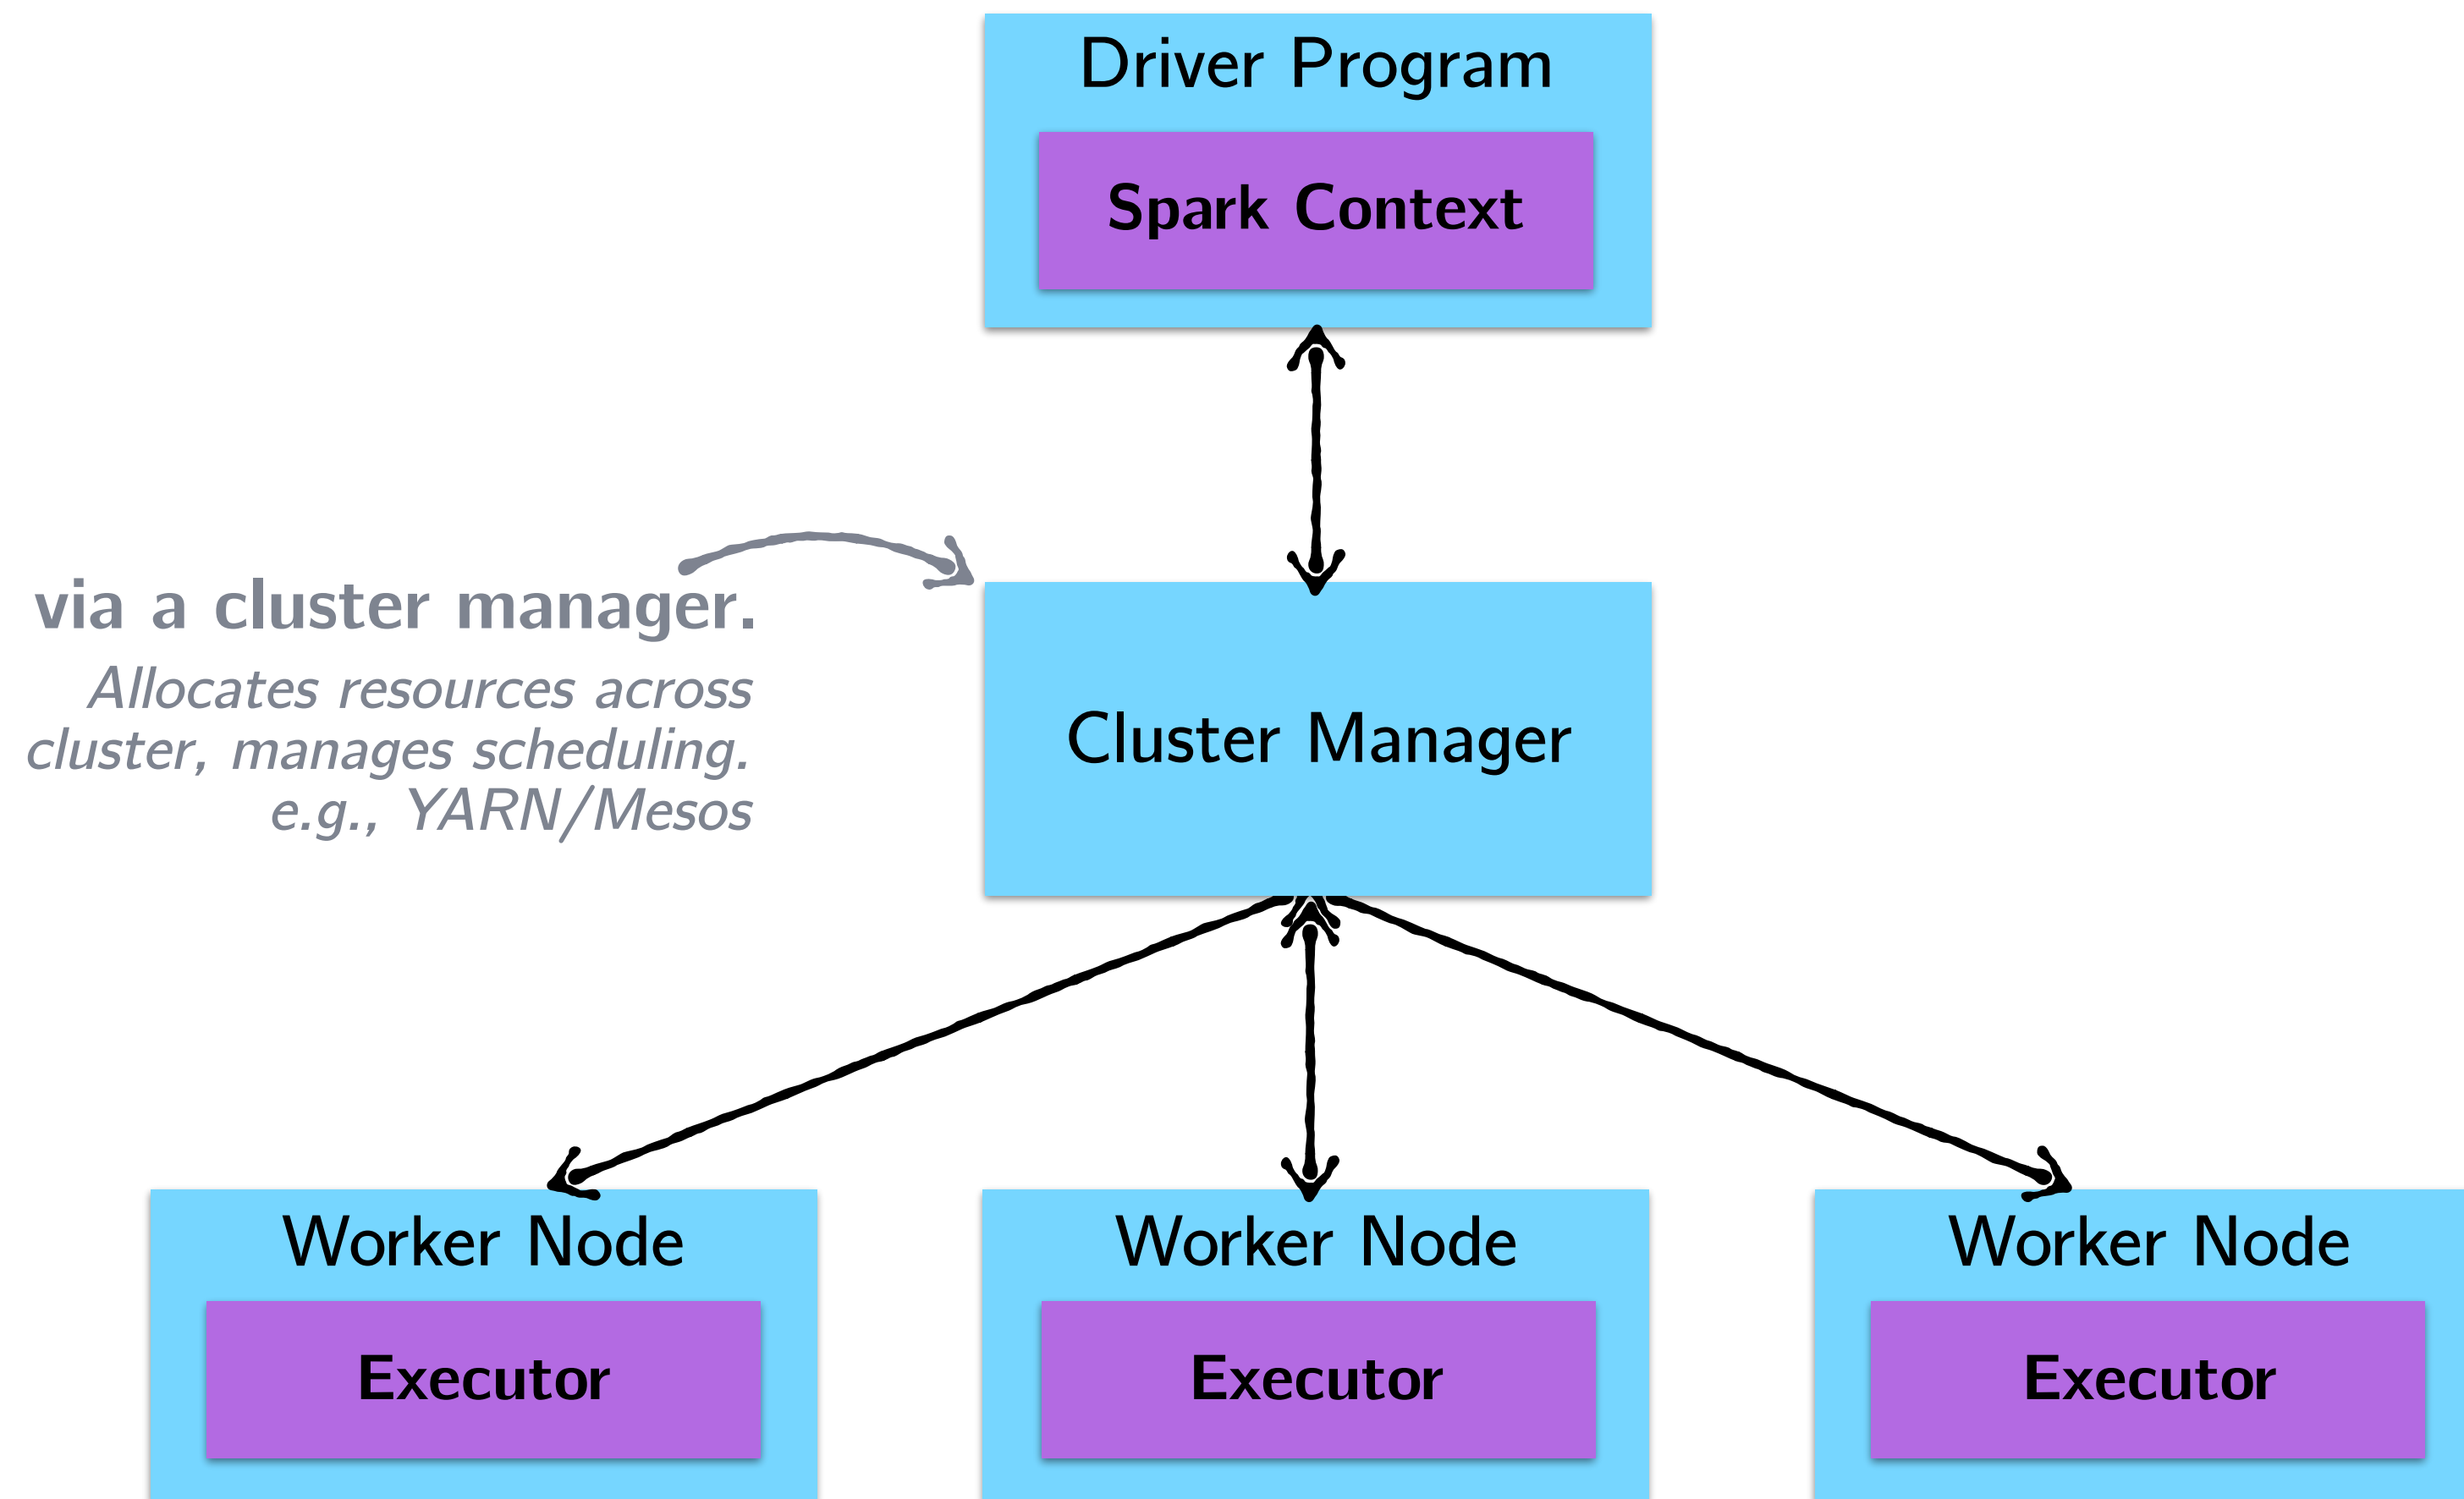 Driver Program
Spark Context
via a cluster manager.
Allocates resources across
cluster, manages scheduling.
e.g., YARN/Mesos
Cluster Manager
Worker Node
Executor
Worker Node
Executor
Worker Node
Executor